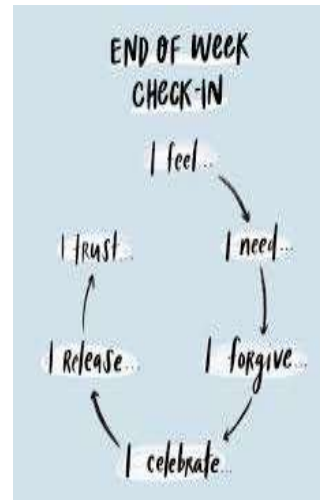 END OF WEEK
CHECK-IN
I feel...
I need...
I forgive...
I celebrate...
I Release...
I trust...